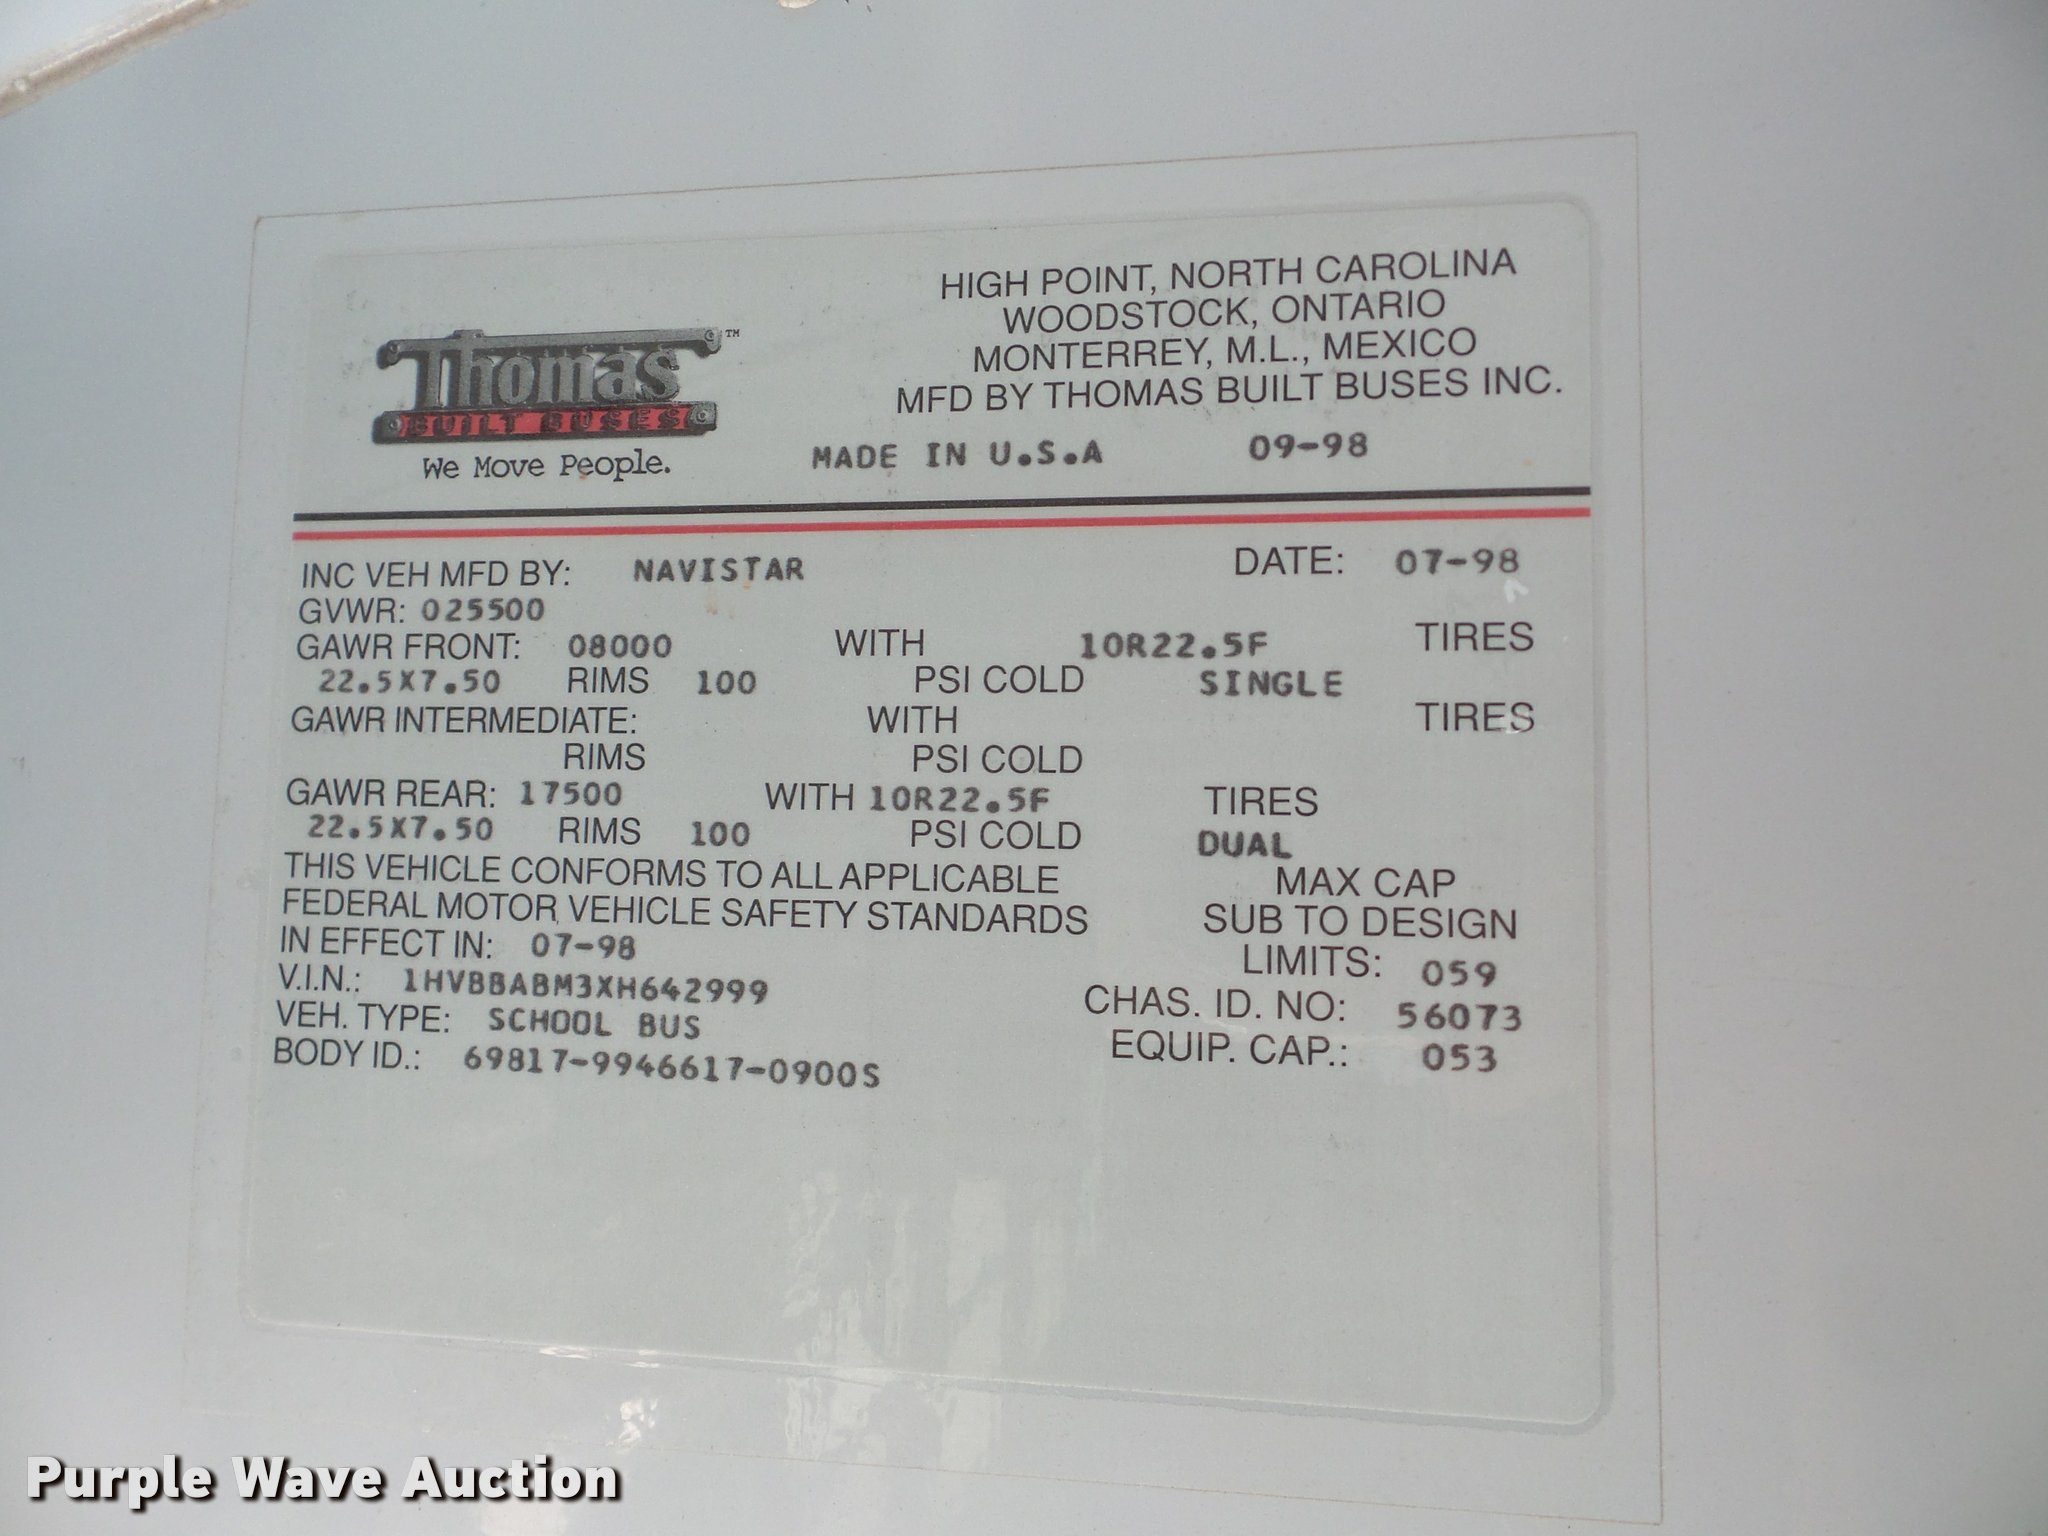 Thomas™
BUILT BUSES
We Move People.
HIGH POINT, NORTH CAROLINA
WOODSTOCK, ONTARIO
MONTERREY, M.L., MEXICO
MFD BY THOMAS BUILT BUSES INC.
MADE IN U.S.A 09-98
INC VEH MFD BY: NAVISTAR DATE: 07-98
GVWR: 025500
GAWR FRONT: 08000 WITH 10R22.5F TIRES
22.5X7.50 RIMS 100 PSI COLD SINGLE
GAWR INTERMEDIATE: WITH TIRES
RIMS PSI COLD
GAWR REAR: 17500 WITH 10R22.5F TIRES
22.5X7.50 RIMS 100 PSI COLD DUAL
THIS VEHICLE CONFORMS TO ALL APPLICABLE
FEDERAL MOTOR VEHICLE SAFETY STANDARDS
IN EFFECT IN: 07-98
MAX CAP
SUB TO DESIGN
LIMITS: 059
V.I.N.: 1HVBBABM3XH642999
CHAS. ID. NO: 56073
VEH. TYPE: SCHOOL BUS
EQUIP. CAP.: 053
BODY ID.: 69817-9946617-0900S
Purple Wave Auction